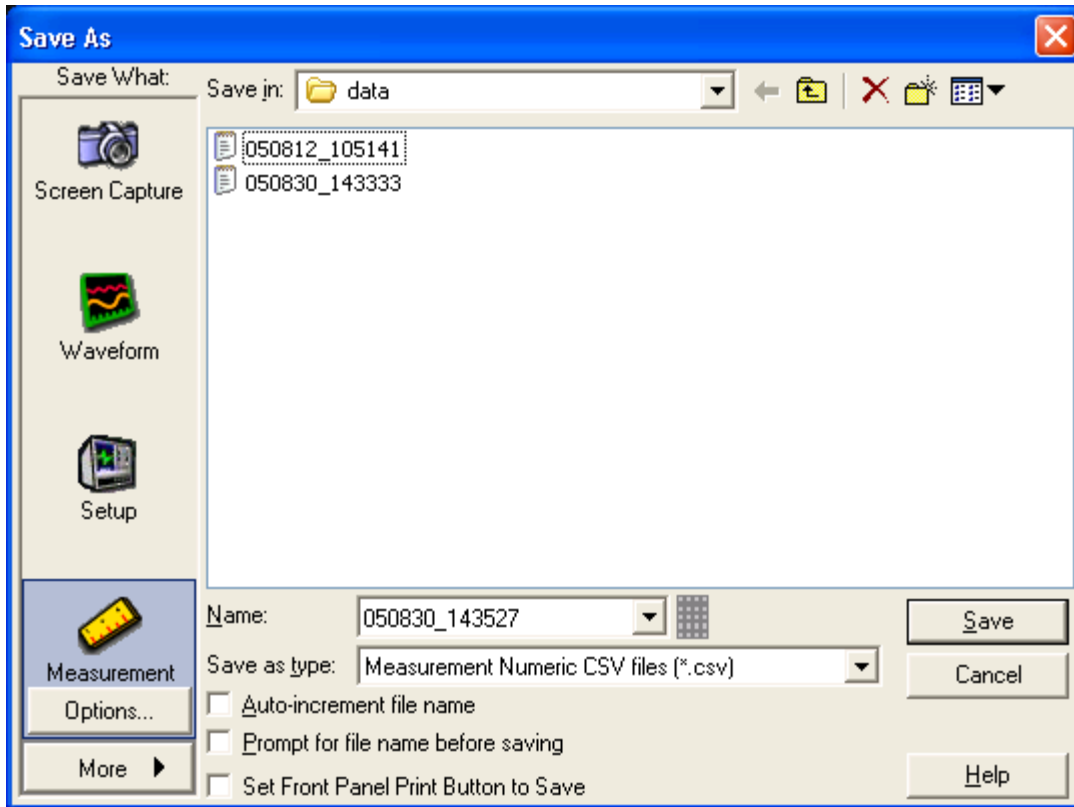 Save As
Save What:
Save in:
data
Screen Capture
Waveform
Setup
Measurement
Options...
More
050812_105141
050830_143333
Name:
050830_143527
Save as type:
Measurement Numeric CSV files (*.csv)
Auto-increment file name
Prompt for file name before saving
Set Front Panel Print Button to Save
Save
Cancel
Help